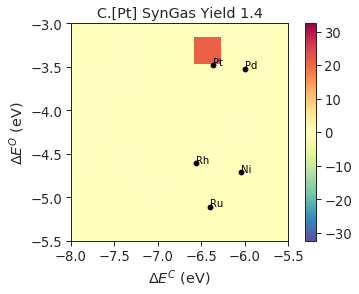 C.[Pt] SynGas Yield 1.4
−3.0
−3.5
−4.0
−4.5
−5.0
−5.5
ΔE^O (eV)
Pt
Pd
Rh
Ni
Ru
−8.0 −7.5 −7.0 −6.5 −6.0 −5.5
ΔE^C (eV)
30
20
10
0
−10
−20
−30